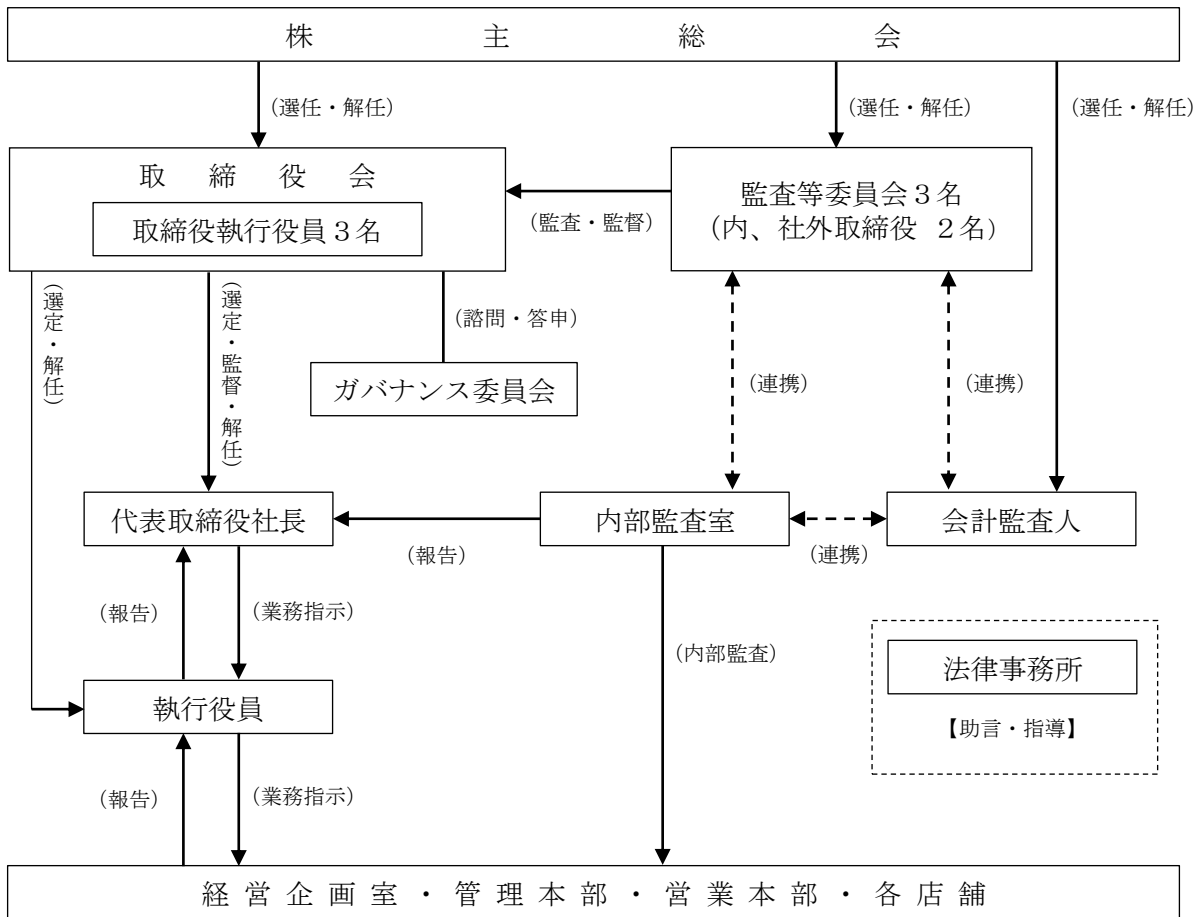 株主総会
(選任・解任)
(選任・解任)
(選任・解任)
取締役会
取締役執行役員３名
(監査・監督)
監査等委員会３名
(内、社外取締役 ２名)
(選定・解任)
(選定・監督・解任)
(諮問・答申)
ガバナンス委員会
(連携)
(連携)
代表取締役社長
(報告)
内部監査室
(連携)
会計監査人
(報告)
(業務指示)
(内部監査)
執行役員
法律事務所
【助言・指導】
(報告)
(業務指示)
経営企画室・管理本部・営業本部・各店舗